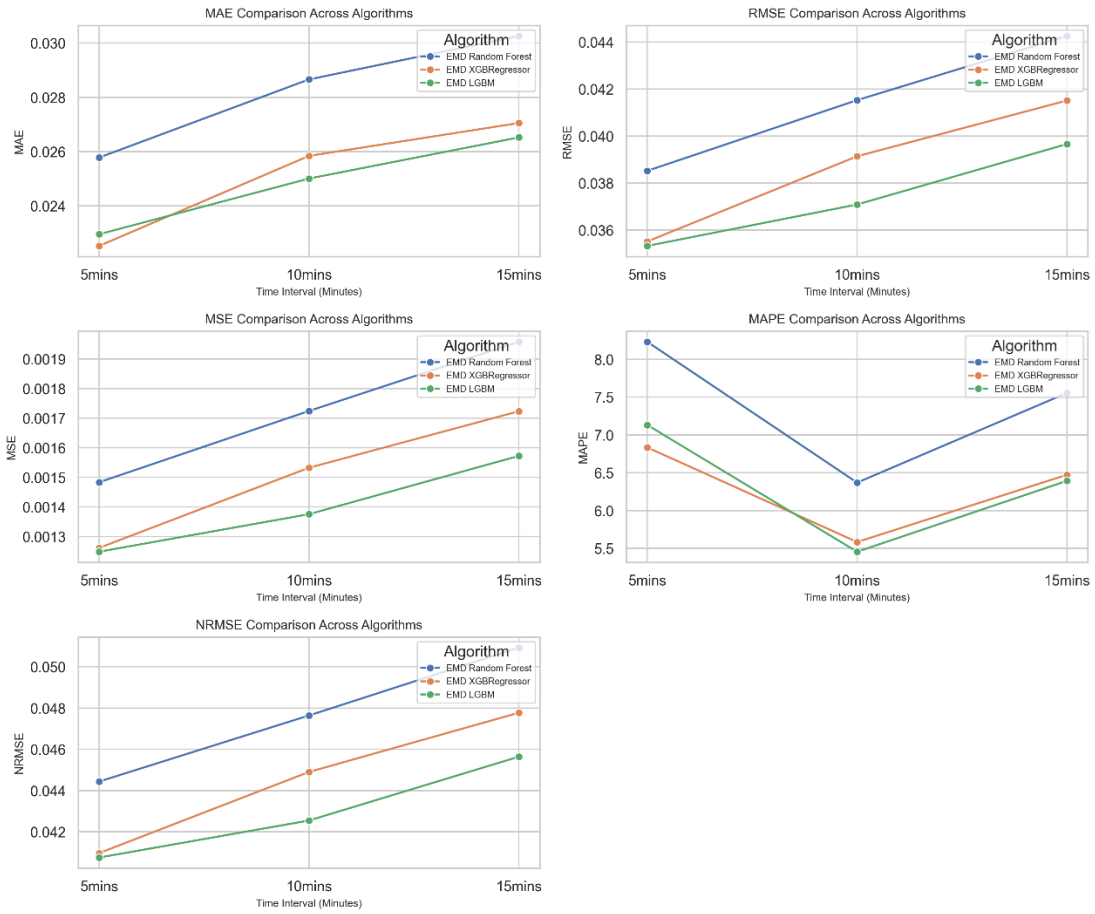 MAE Comparison Across Algorithms
0.030
0.028
0.026
0.024
MAE
Algorithm
EMD Random Forest
EMD XGBRegressor
EMD LGBM
5mins
10mins
15mins
Time Interval (Minutes)
RMSE Comparison Across Algorithms
0.044
0.042
0.040
0.038
0.036
RMSE
Algorithm
EMD Random Forest
EMD XGBRegressor
EMD LGBM
5mins
10mins
15mins
Time Interval (Minutes)
MSE Comparison Across Algorithms
0.0019
0.0018
0.0017
0.0016
0.0015
0.0014
0.0013
MSE
Algorithm
EMD Random Forest
EMD XGBRegressor
EMD LGBM
5mins
10mins
15mins
Time Interval (Minutes)
MAPE Comparison Across Algorithms
8.0
7.5
7.0
6.5
6.0
5.5
MAPE
Algorithm
EMD Random Forest
EMD XGBRegressor
EMD LGBM
5mins
10mins
15mins
Time Interval (Minutes)
NRMSE Comparison Across Algorithms
0.050
0.048
0.046
0.044
0.042
NRMSE
Algorithm
EMD Random Forest
EMD XGBRegressor
EMD LGBM
5mins
10mins
15mins
Time Interval (Minutes)